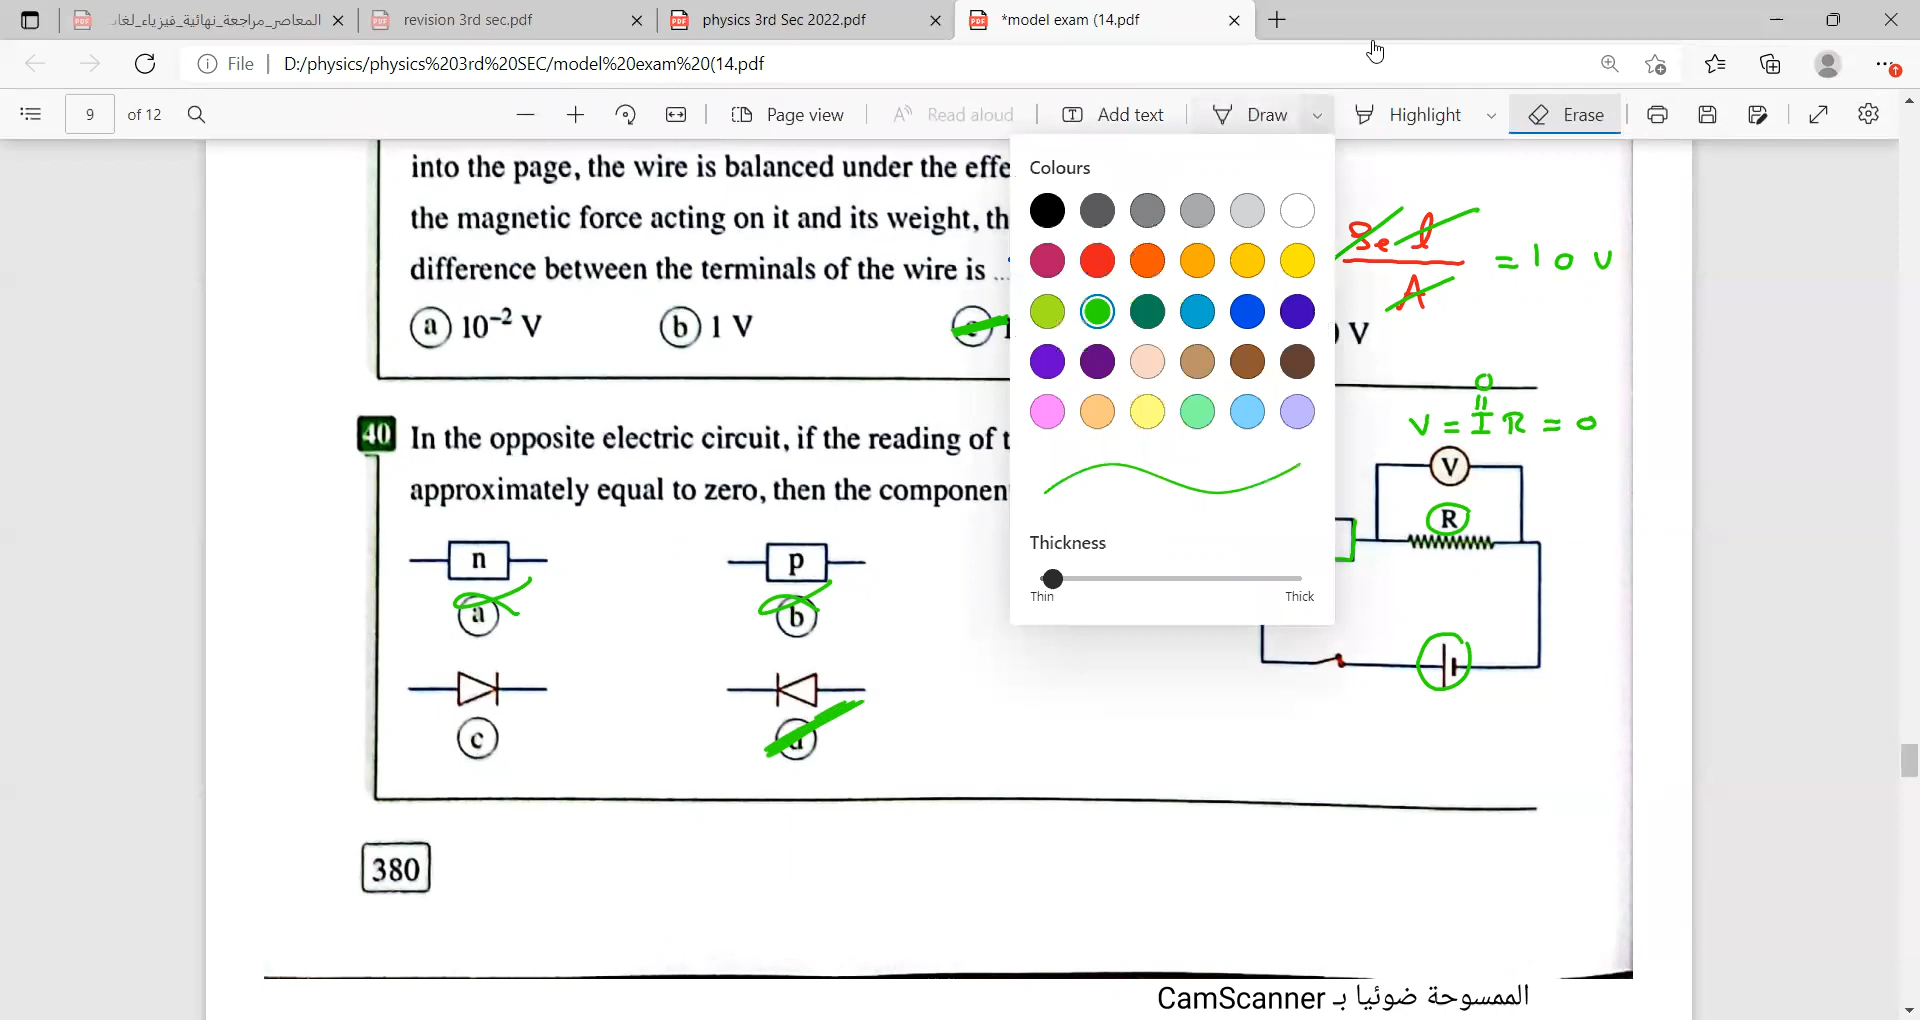 المعاصر_مراجعة_نهائية_فيزياء_لغا...
revision 3rd sec.pdf
physics 3rd Sec 2022.pdf
*model exam (14.pdf
File
D:/physics/physics%203rd%20SEC/model%20exam%20(14.pdf
9 of 12
Page view
Read aloud
Add text
Draw
Highlight
Erase
Colours
Thickness
Thin
Thick
into the page, the wire is balanced under the effe
the magnetic force acting on it and its weight, th
difference between the terminals of the wire is ...
a 10⁻² V
b 1 V
V
l
A
= 10 V
40 In the opposite electric circuit, if the reading of t
approximately equal to zero, then the componen
0
=
V = I R = 0
V
R
n
a
p
b
c
d
380
الممسوحة ضوئيا بـ CamScanner